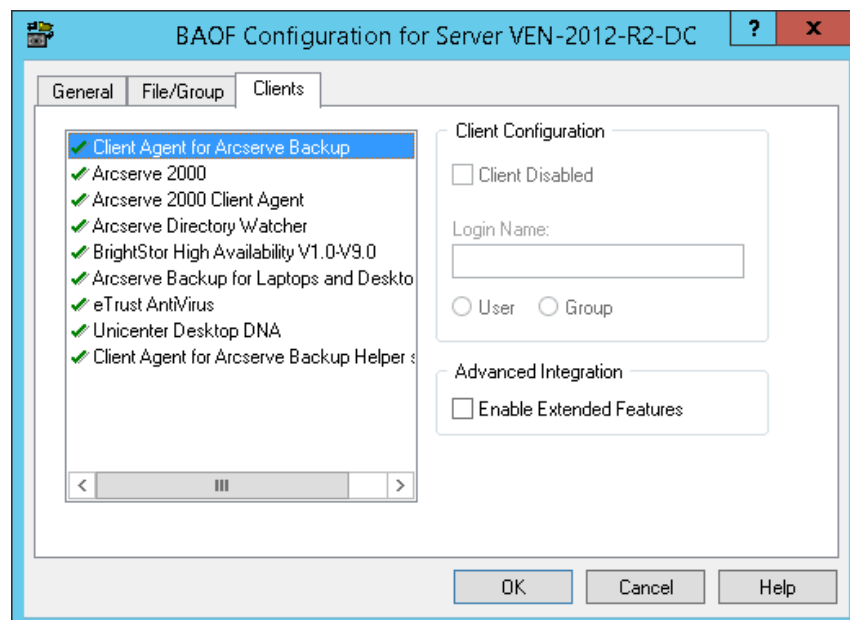 BAOF Configuration for Server VEN-2012-R2-DC
? x
General File/Group Clients
Client Agent for Arcserve Backup
Arcserve 2000
Arcserve 2000 Client Agent
Arcserve Directory Watcher
BrightStor High Availability V1.0-V9.0
Arcserve Backup for Laptops and Deskto
eTrust AntiVirus
Unicenter Desktop DNA
Client Agent for Arcserve Backup Helper s
Client Configuration
Client Disabled
Login Name:
User Group
Advanced Integration
Enable Extended Features
OK Cancel Help